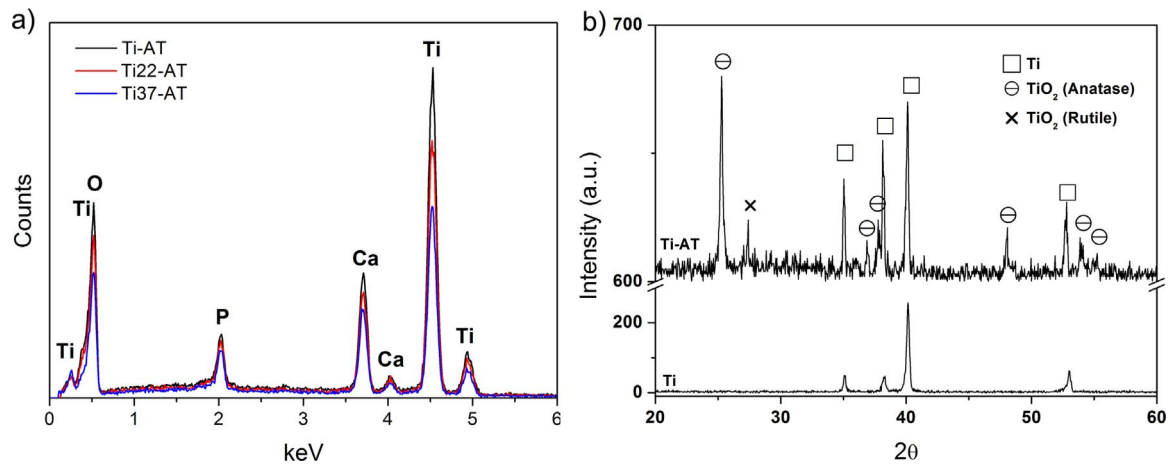 a)
Ti-AT
Ti22-AT
Ti37-AT
Ti
O
Ti
Ti
P
Ca
Ca
Ti
Counts
0 1 2 3 4 5 6
keV
b)
700
Ti
TiO2 (Anatase)
TiO2 (Rutile)
Ti-AT
600
200
Ti
0
Intensity (a.u.)
20 30 40 50 60
2θ